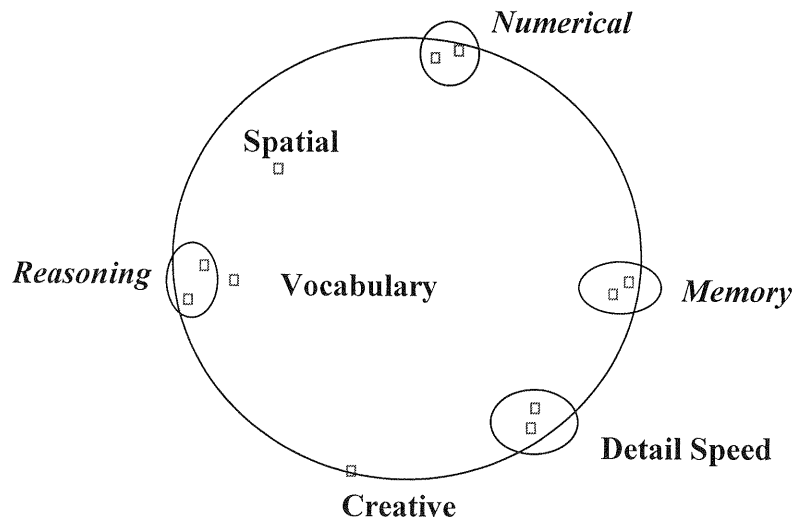 Numerical
Spatial
Reasoning
Vocabulary
Memory
Detail Speed
Creative